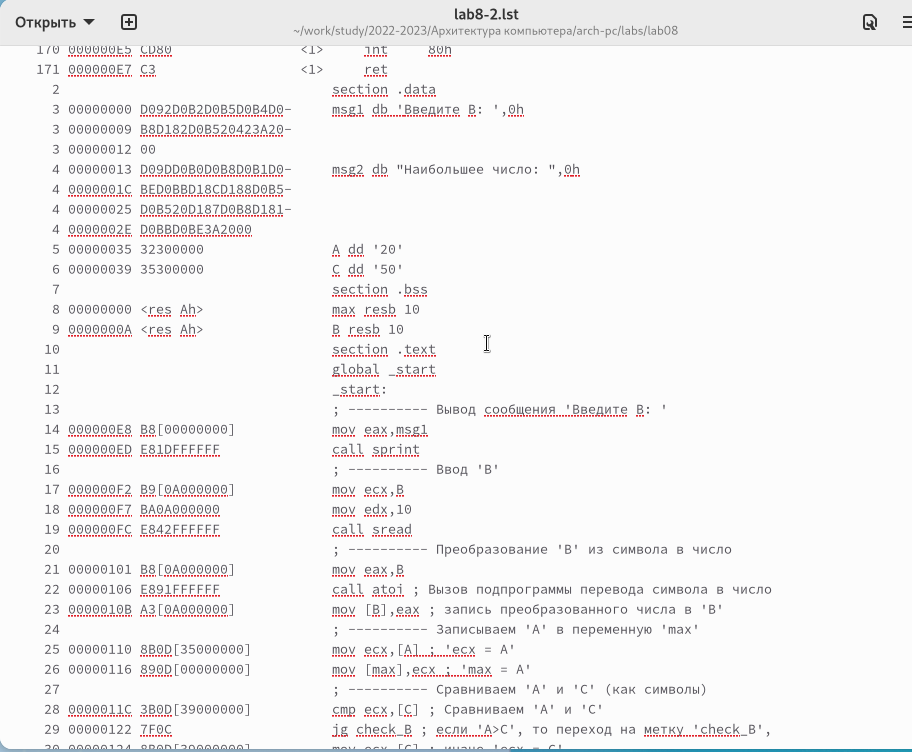 Открыть
lab8-2.lst
~/work/study/2022-2023/Архитектура компьютера/arch-pc/labs/lab08
170 000000E5 CD80 <1> int 80h
171 000000E7 C3 <1> ret
2 section .data
3 00000000 D092D0B2D0B5D0B4D0- msg1 db 'Введите B: ',0h
3 00000009 B8D182D0B520423A20-
3 00000012 00
4 00000013 D09DD0B0D0B8D0B1D0- msg2 db "Наибольшее число: ",0h
4 0000001C BED0BBD18CD188D0B5-
4 00000025 D0B520D187D0B8D181-
4 0000002E D0BBD0BE3A2000
5 00000035 32300000 A dd '20'
6 00000039 35300000 C dd '50'
7 section .bss
8 00000000 <res Ah> max resb 10
9 0000000A <res Ah> B resb 10
10 section .text
11 global _start
12 _start:
13 ; ---------- Вывод сообщения 'Введите B: '
14 000000E8 B8[00000000] mov eax,msg1
15 000000ED E81DFFFFFF call sprint
16 ; ---------- Ввод 'B'
17 000000F2 B9[0A000000] mov ecx,B
18 000000F7 BA0A000000 mov edx,10
19 000000FC E842FFFFFF call sread
20 ; ---------- Преобразование 'B' из символа в число
21 00000101 B8[0A000000] mov eax,B
22 00000106 E891FFFFFF call atoi ; Вызов подпрограммы перевода символа в число
23 0000010B A3[0A000000] mov [B],eax ; запись преобразованного числа в 'B'
24 ; ---------- Записываем 'A' в переменную 'max'
25 00000110 8B0D[35000000] mov ecx,[A] ; 'ecx = A'
26 00000116 890D[00000000] mov [max],ecx ; 'max = A'
27 ; ---------- Сравниваем 'A' и 'C' (как символы)
28 0000011C 3B0D[39000000] cmp ecx,[C] ; Сравниваем 'A' и 'C'
29 00000122 7F0C jg check_B ; если 'A>C', то переход на метку 'check_B',
30 00000124 8B0D[39000000] mov ecx,[C] ; иначе 'ecx = C'